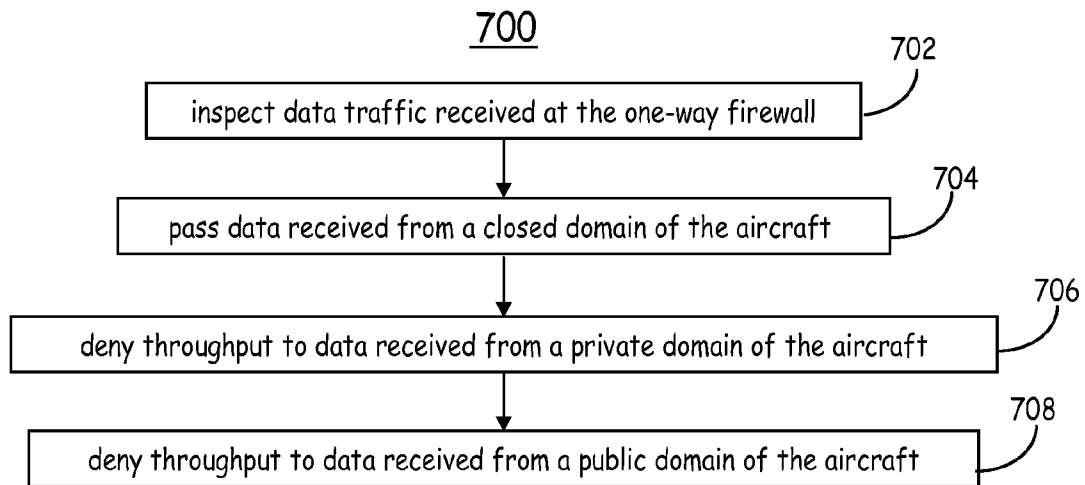 700
702
inspect data traffic received at the one-way firewall
704
pass data received from a closed domain of the aircraft
706
deny throughput to data received from a private domain of the aircraft
708
deny throughput to data received from a public domain of the aircraft